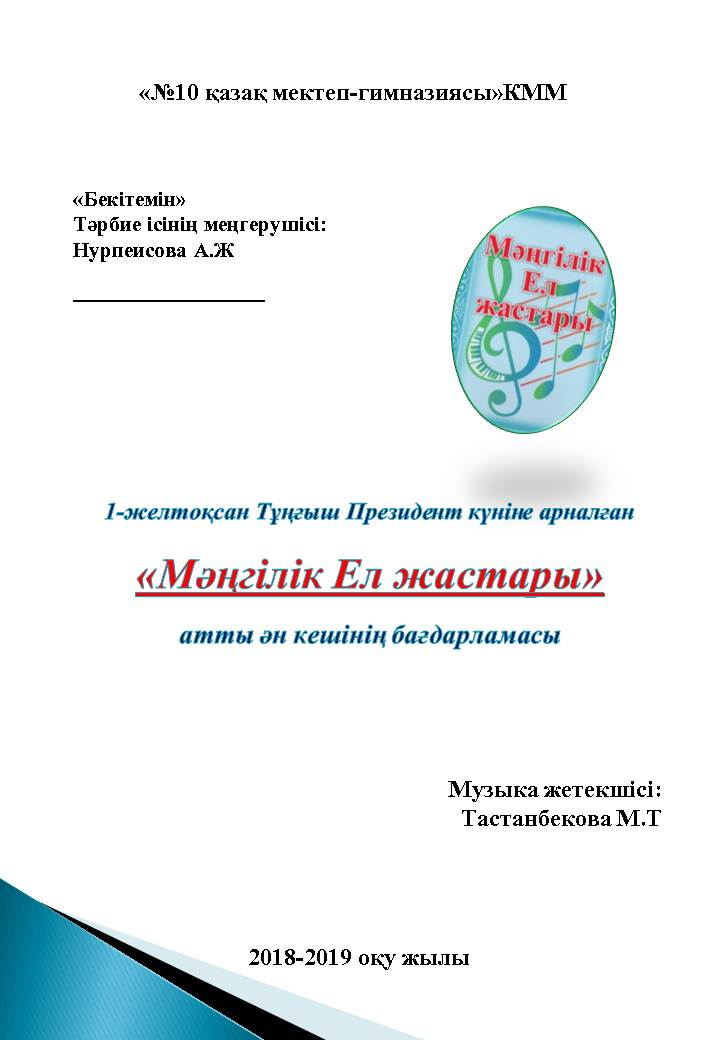 «№10 қазақ мектеп-гимназиясы»КММ
«Бекітемін»
Тәрбие ісінің меңгерушісі:
Нурпеисова А.Ж
Мәңгілік
Ел
жастары
1-желтоқсан Тұңғыш Президент күніне арналған
«Мәңгілік Ел жастары»
атты ән кешінің бағдарламасы
Музыка жетекшісі:
Тастанбекова М.Т
2018-2019 оқу жылы